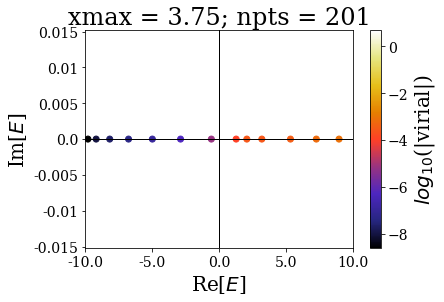 xmax = 3.75; npts = 201
0.015
0.01
0.005
0.0
-0.005
-0.01
-0.015
Im[E]
-10.0 -5.0 0.0 5.0 10.0
Re[E]
0
−2
−4
−6
−8
log10(|virial|)